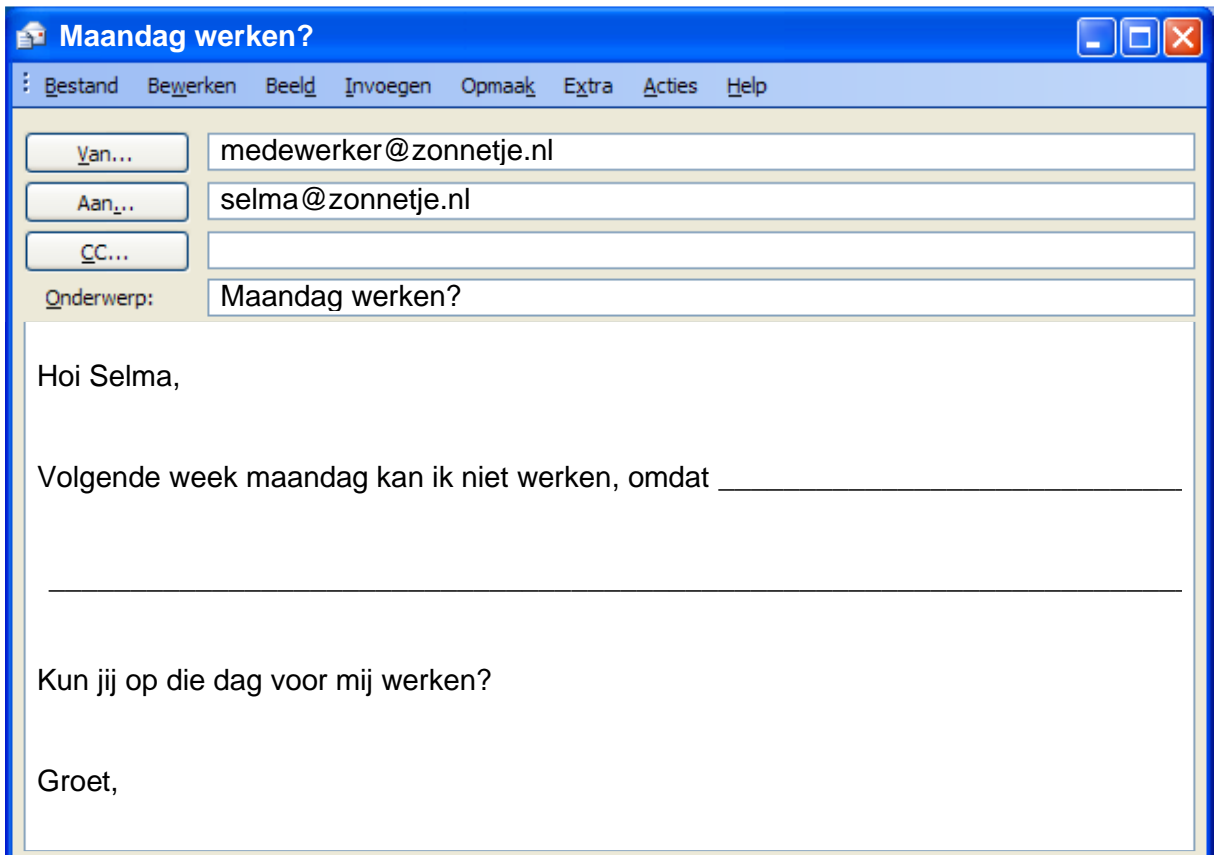 Maandag werken?
Bestand Bewerken Beeld Invoegen Opmaak Extra Acties Help
Van... medewerker@zonnetje.nl
Aan... selma@zonnetje.nl
CC...
Onderwerp: Maandag werken?
Hoi Selma,
Volgende week maandag kan ik niet werken, omdat ______________________________
__________________________________________________________________________
Kun jij op die dag voor mij werken?
Groet,